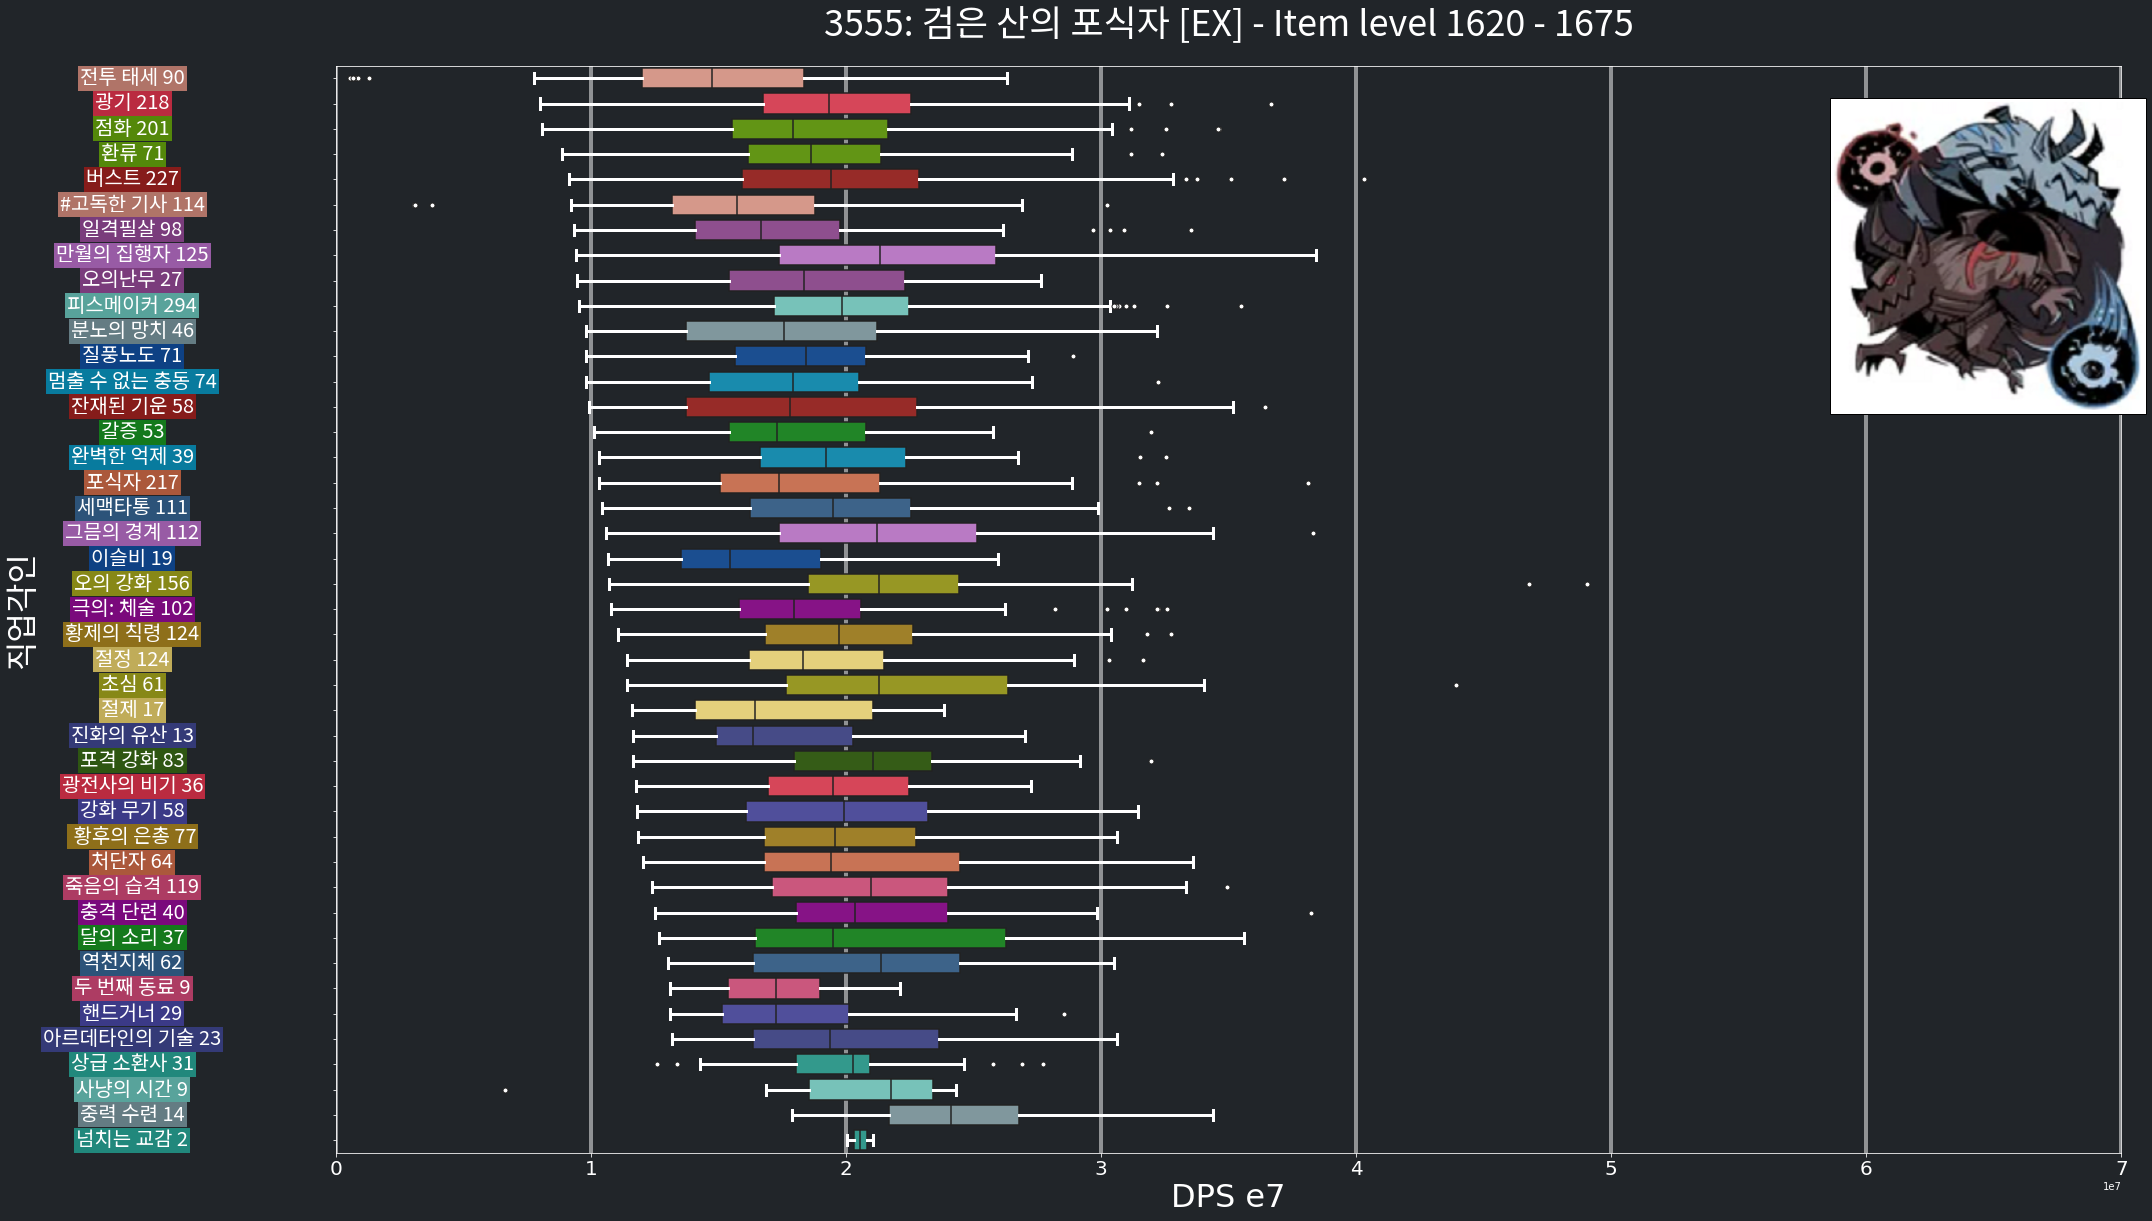 3555: 검은 산의 포식자 [EX] - Item level 1620 - 1675
직업각인
전투 태세 90
광기 218
점화 201
환류 71
버스트 227
#고독한 기사 114
일격필살 98
만월의 집행자 125
오의난무 27
피스메이커 294
분노의 망치 46
질풍노도 71
멈출 수 없는 충동 74
잔재된 기운 58
갈증 53
완벽한 억제 39
포식자 217
세맥타통 111
그믐의 경계 112
이슬비 19
오의 강화 156
극의: 체술 102
황제의 칙령 124
절정 124
초심 61
절제 17
진화의 유산 13
포격 강화 83
광전사의 비기 36
강화 무기 58
황후의 은총 77
처단자 64
죽음의 습격 119
충격 단련 40
달의 소리 37
역천지체 62
두 번째 동료 9
핸드거너 29
아르데타인의 기술 23
상급 소환사 31
사냥의 시간 9
중력 수련 14
넘치는 교감 2
0 1 2 3 4 5 6 7
1e7
DPS e7